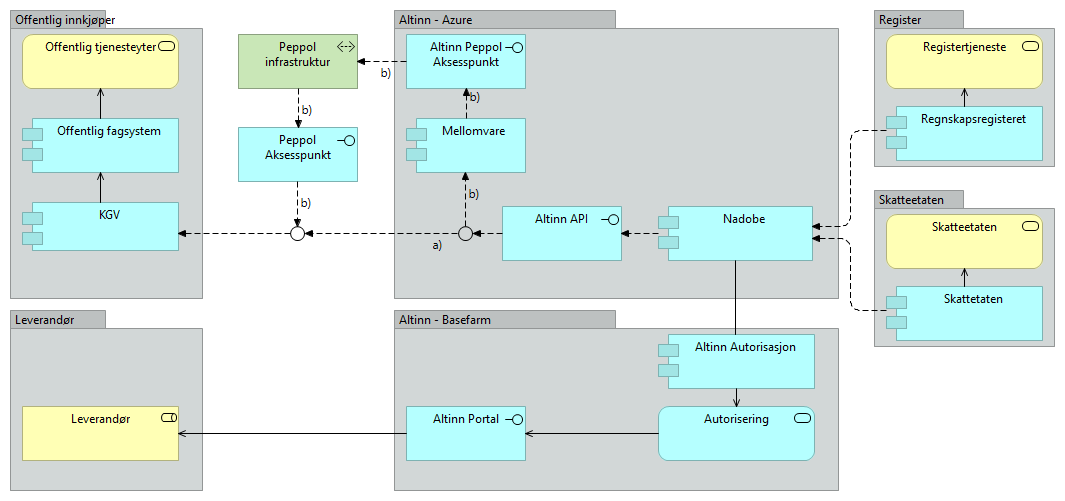 Offentlig innkjøper
Offentlig tjenesteyter
Offentlig fagsystem
KGV
Peppol
infrastruktur
b)
b)
Peppol
Aksesspunkt
b)
Altinn - Azure
Altinn Peppol
Aksesspunkt
b)
Mellomvare
b)
a)
Altinn API
Nadobe
Register
Registertjeneste
Regnskapsregisteret
Skatteetaten
Skatteetaten
Skattetaten
Leverandør
Leverandør
Altinn - Basefarm
Altinn Autorisasjon
Altinn Portal
Autorisering